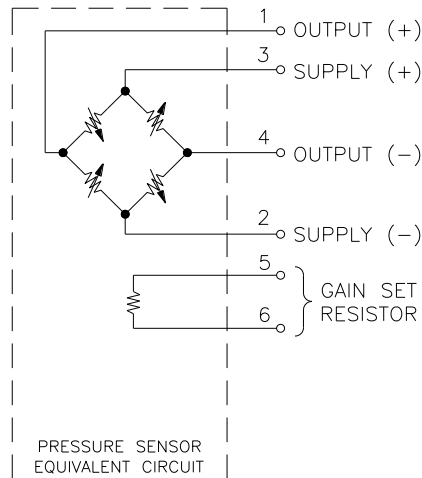 1 OUTPUT (+)
3 SUPPLY (+)
4 OUTPUT (−)
2 SUPPLY (−)
5
6
GAIN SET
RESISTOR
PRESSURE SENSOR
EQUIVALENT CIRCUIT